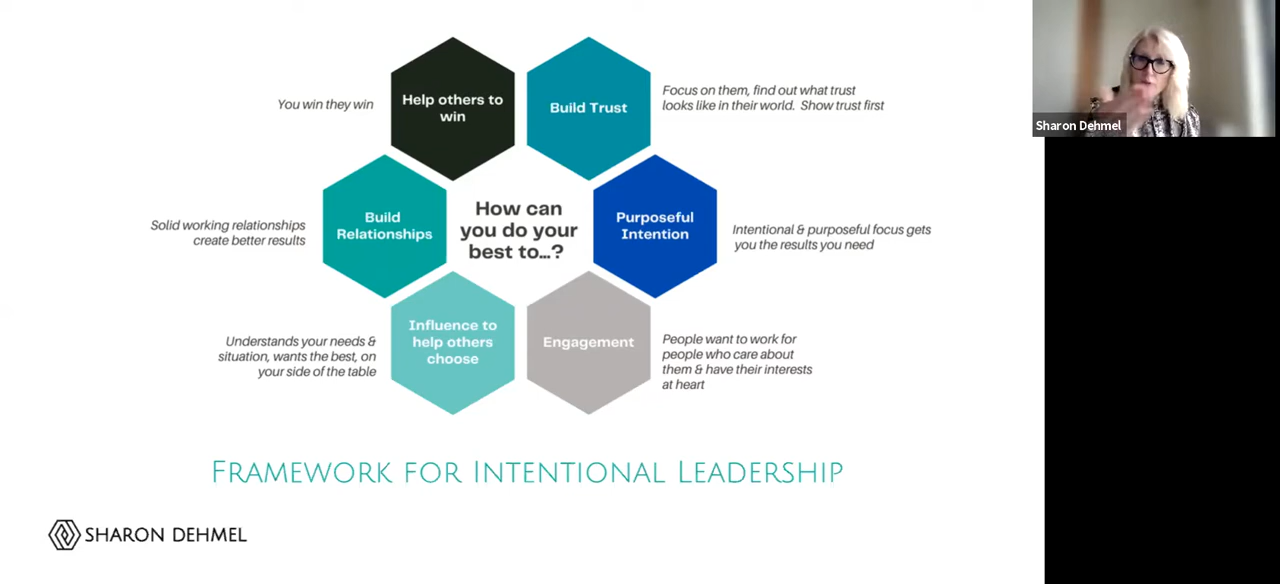 You win they win
Help others to
win
Build Trust
Focus on them, find out what trust
looks like in their world.  Show trust first
Solid working relationships
create better results
Build
Relationships
How can
you do your
best to...?
Purposeful
Intention
Intentional & purposeful focus gets
you the results you need
Understands your needs &
situation, wants the best, on
your side of the table
Influence to
help others
choose
Engagement
People want to work for
people who care about
them & have their interests
at heart
FRAMEWORK FOR INTENTIONAL LEADERSHIP
SHARON DEHMEL
Sharon Dehmel